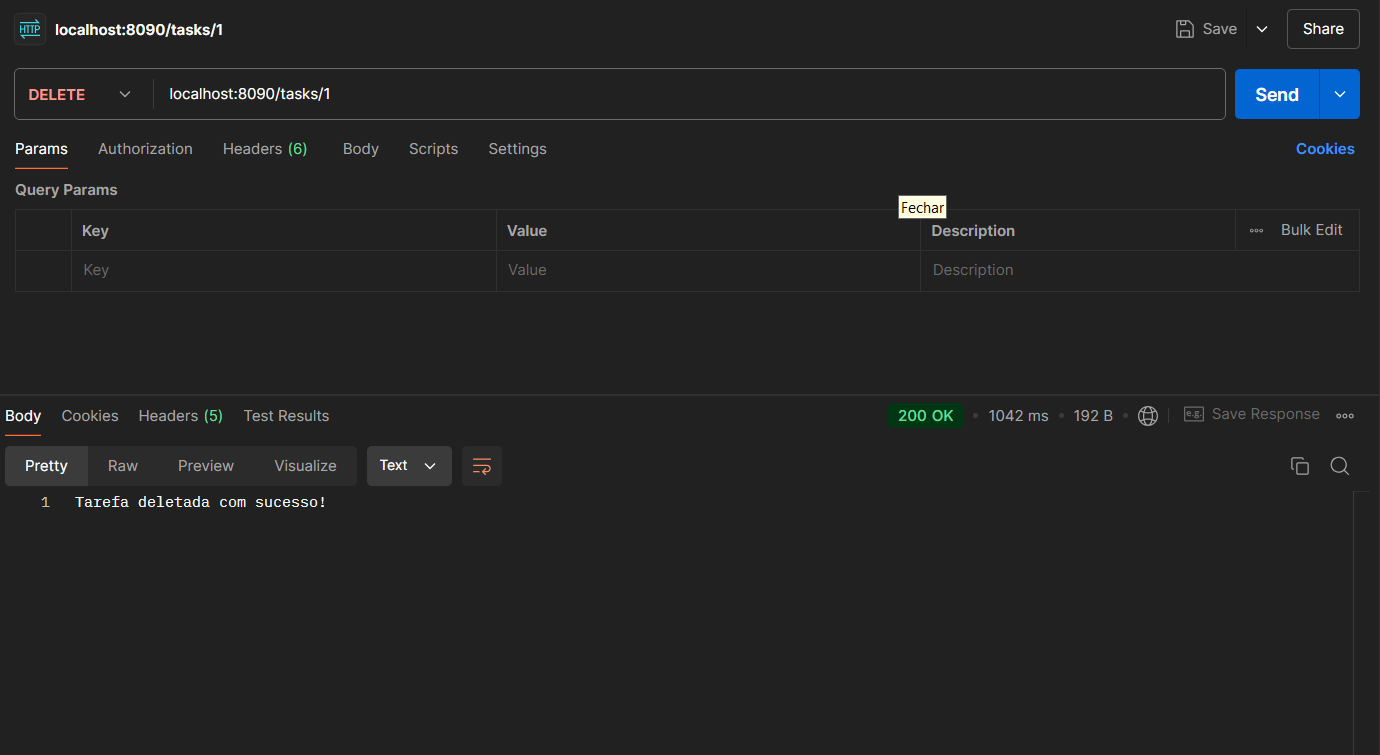 HTTP localhost:8090/tasks/1 Save Share
DELETE localhost:8090/tasks/1 Send
Params Authorization Headers (6) Body Scripts Settings Cookies
Query Params
Fechar
Key Value Description Bulk Edit
Key Value Description
Body Cookies Headers (5) Test Results 200 OK 1042 ms 192 B e.g. Save Response
Pretty Raw Preview Visualize Text
1 Tarefa deletada com sucesso!